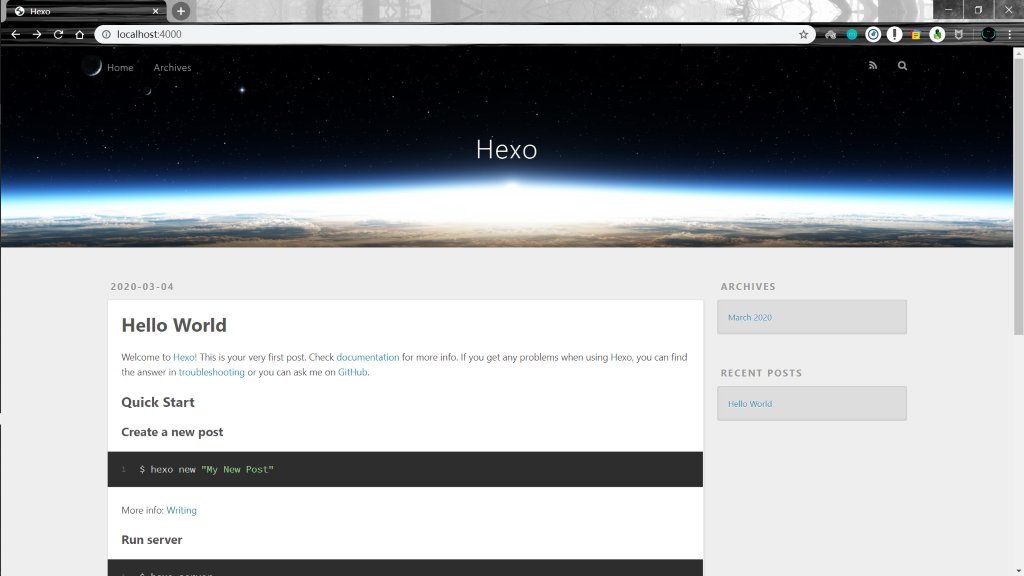 Hexo
localhost:4000
Home Archives
Hexo
2020-03-04
Hello World
Welcome to Hexo! This is your very first post. Check documentation for more info. If you get any problems when using Hexo, you can find
the answer in troubleshooting or you can ask me on GitHub.
Quick Start
Create a new post
1 $ hexo new "My New Post"
More info: Writing
Run server
1 $ hexo server
ARCHIVES
March 2020
RECENT POSTS
Hello World